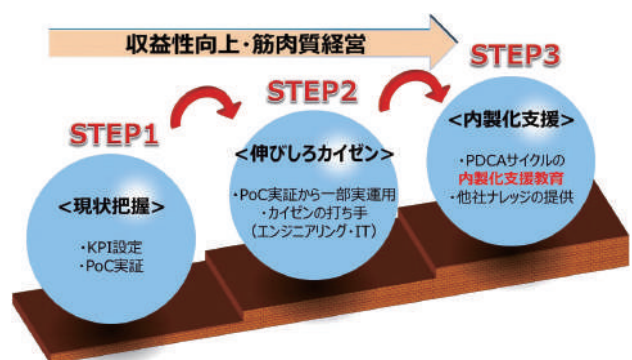 収益性向上・筋肉質経営
STEP1
<現状把握>
・KPI設定
・PoC実証
STEP2
<伸びしろカイゼン>
・PoC実証から一部実運用
・カイゼンの打ち手
（エンジニアリング・IT）
STEP3
<内製化支援>
・PDCAサイクルの
内製化支援教育
・他社ナレッジの提供